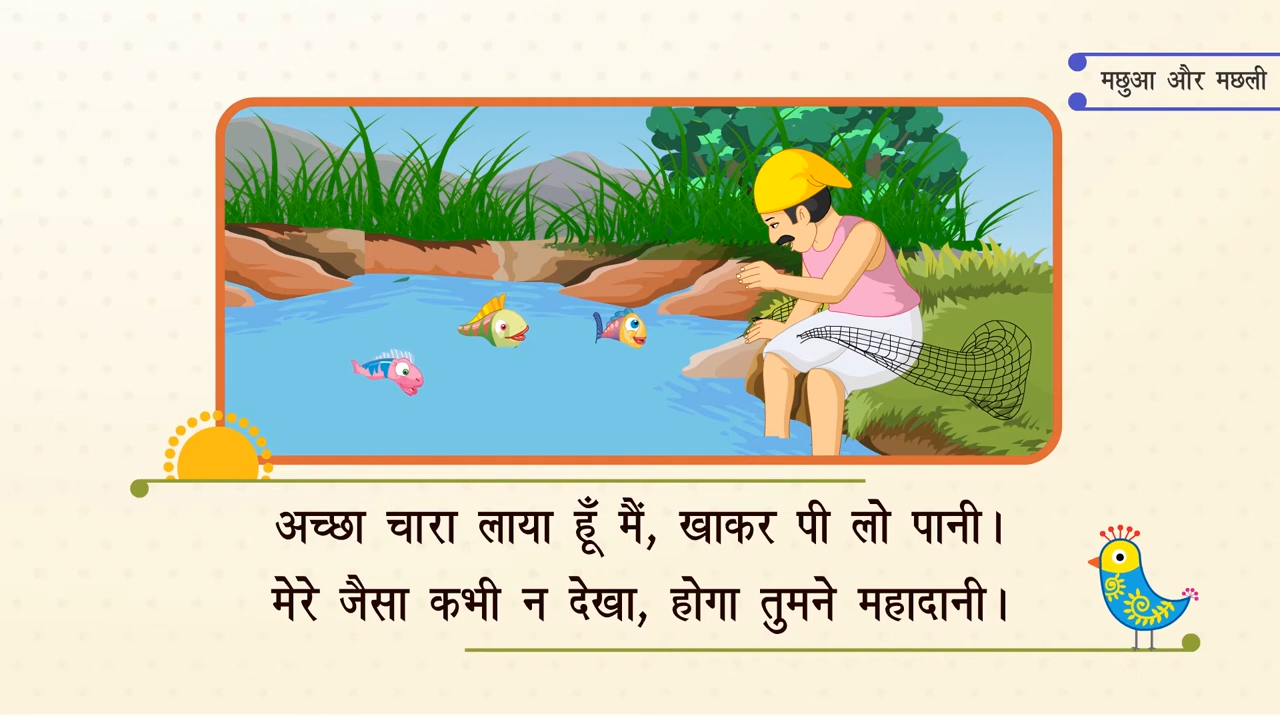 मछुआ और मछली
अच्छा चारा लाया हूँ मैं, खाकर पी लो पानी।
मेरे जैसा कभी न देखा, होगा तुमने महादानी।